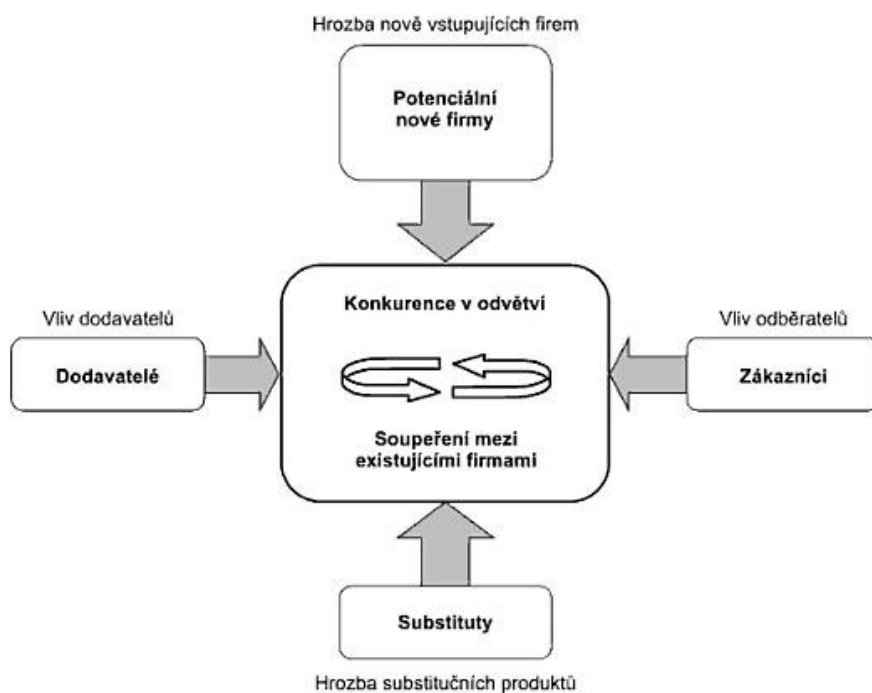 Hrozba nově vstupujících firem
Potenciální
nové firmy
Konkurence v odvětví
Vliv dodavatelů
Dodavatelé
Vliv odběratelů
Zákazníci
Soupeření mezi
existujícími firmami
Substituty
Hrozba substitučních produktů